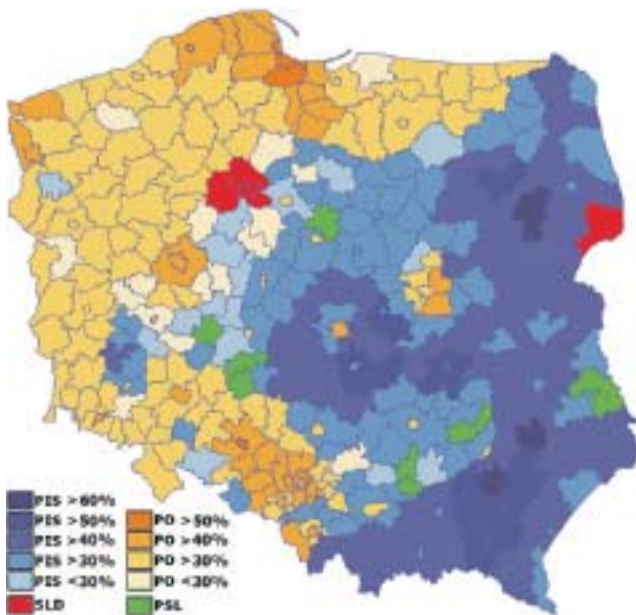 PIS >60%
PIS >50%
PIS >40%
PIS >30%
PIS <30%
SLD
PO >50%
PO >40%
PO >30%
PO <30%
PSL